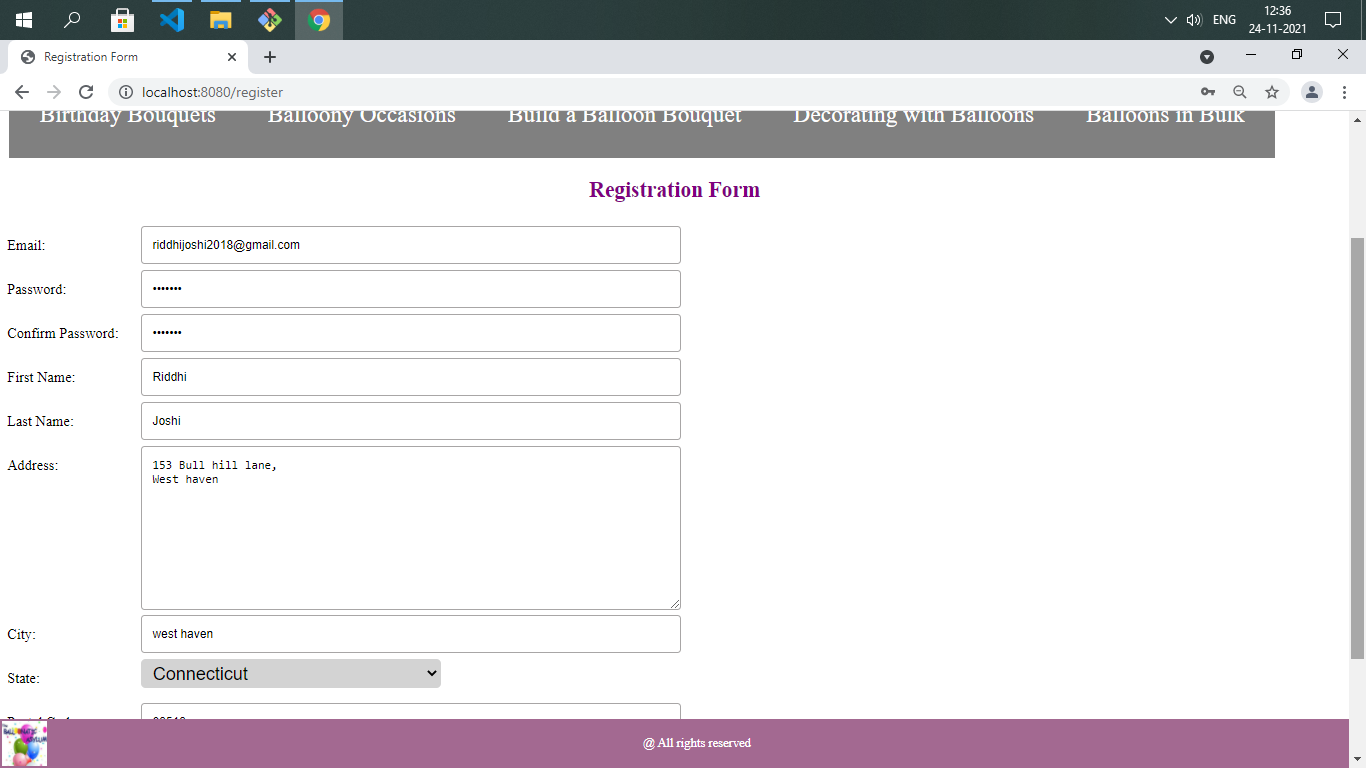 ENG
12:36
24-11-2021
Registration Form
localhost:8080/register
Birthday Bouquets Balloony Occasions Build a Balloon Bouquet Decorating with Balloons Balloons in Bulk
Registration Form
Email: riddhijoshi2018@gmail.com
Password: •••••••
Confirm Password: •••••••
First Name: Riddhi
Last Name: Joshi
Address: 153 Bull hill lane,
West haven
City: west haven
State: Connecticut
@ All rights reserved